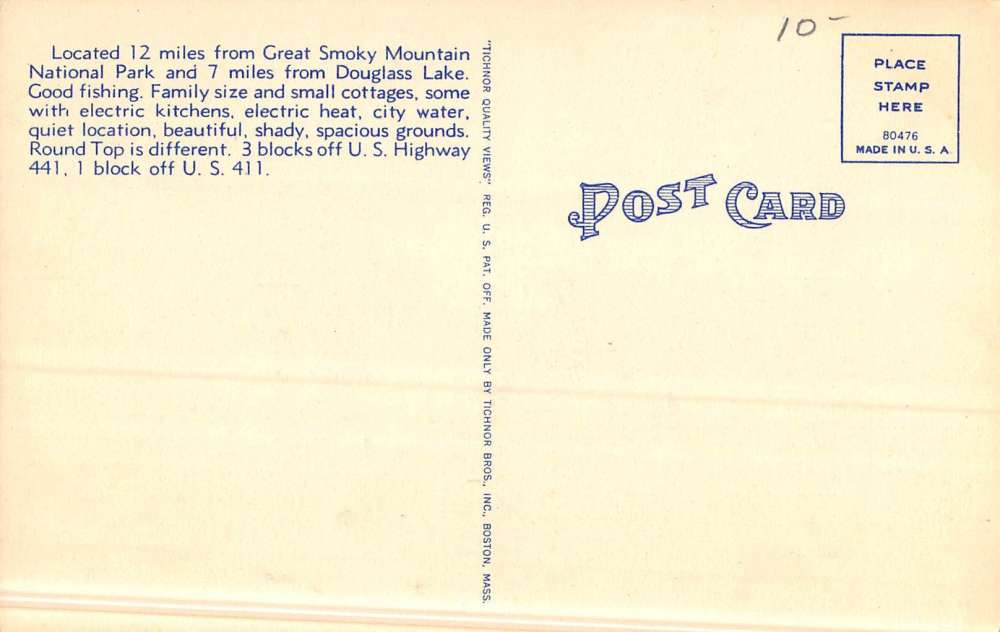 Located 12 miles from Great Smoky Mountain
National Park and 7 miles from Douglass Lake.
Good fishing. Family size and small cottages, some
with electric kitchens, electric heat, city water,
quiet location, beautiful, shady, spacious grounds.
Round Top is different. 3 blocks off U. S. Highway
441, 1 block off U. S. 411.
"TICHNOR QUALITY VIEWS" REG. U. S. PAT. OFF. MADE ONLY BY TICHNOR BROS., INC., BOSTON, MASS.
10-
PLACE
STAMP
HERE
80476
MADE IN U. S. A
POST CARD